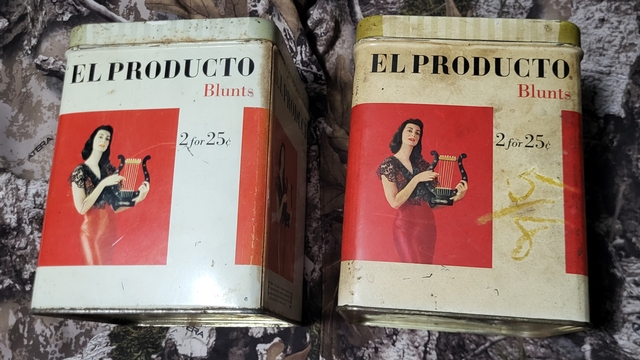 EL PRODUCTO
Blunts
2 for 25¢
EL PRODUCTO
Blunts
2 for 25¢